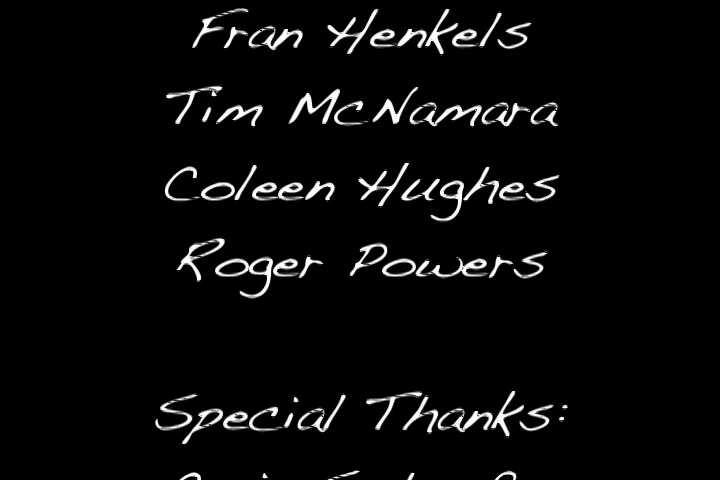 Fran Henkels
Tim McNamara
Coleen Hughes
Roger Powers
Special Thanks: